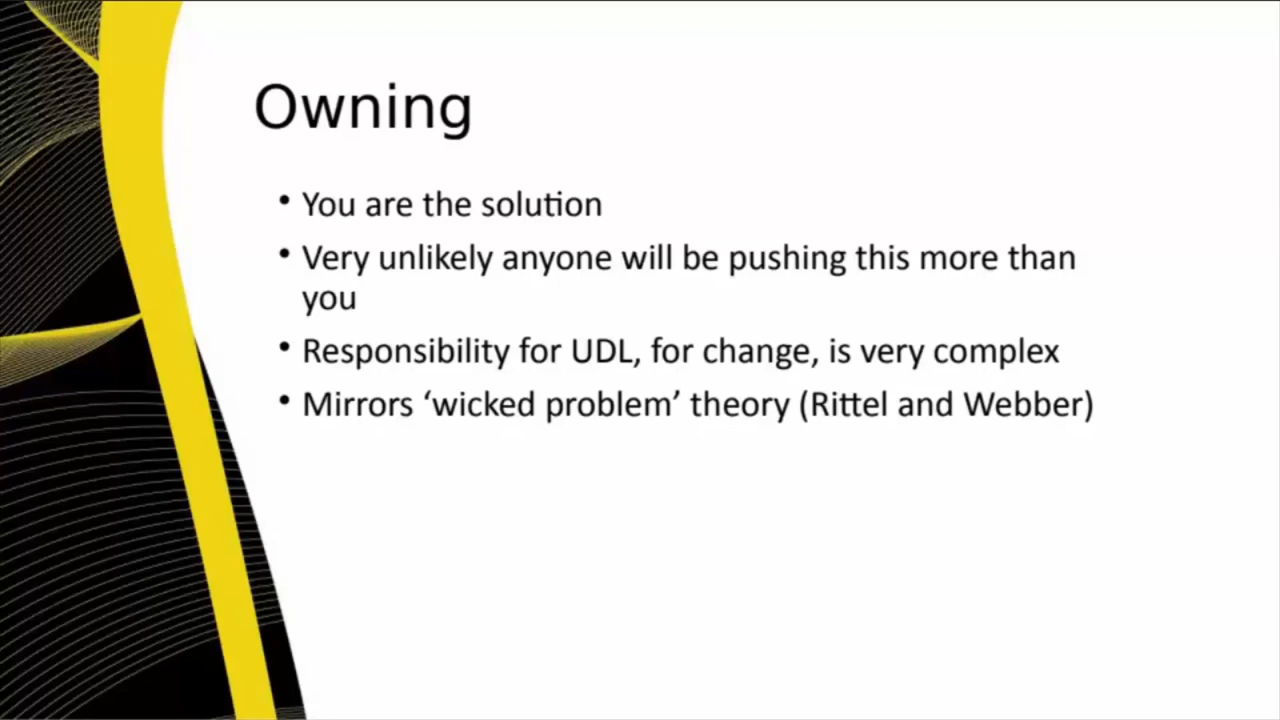 Owning
• You are the solution
• Very unlikely anyone will be pushing this more than
you
• Responsibility for UDL, for change, is very complex
• Mirrors ‘wicked problem’ theory (Rittel and Webber)